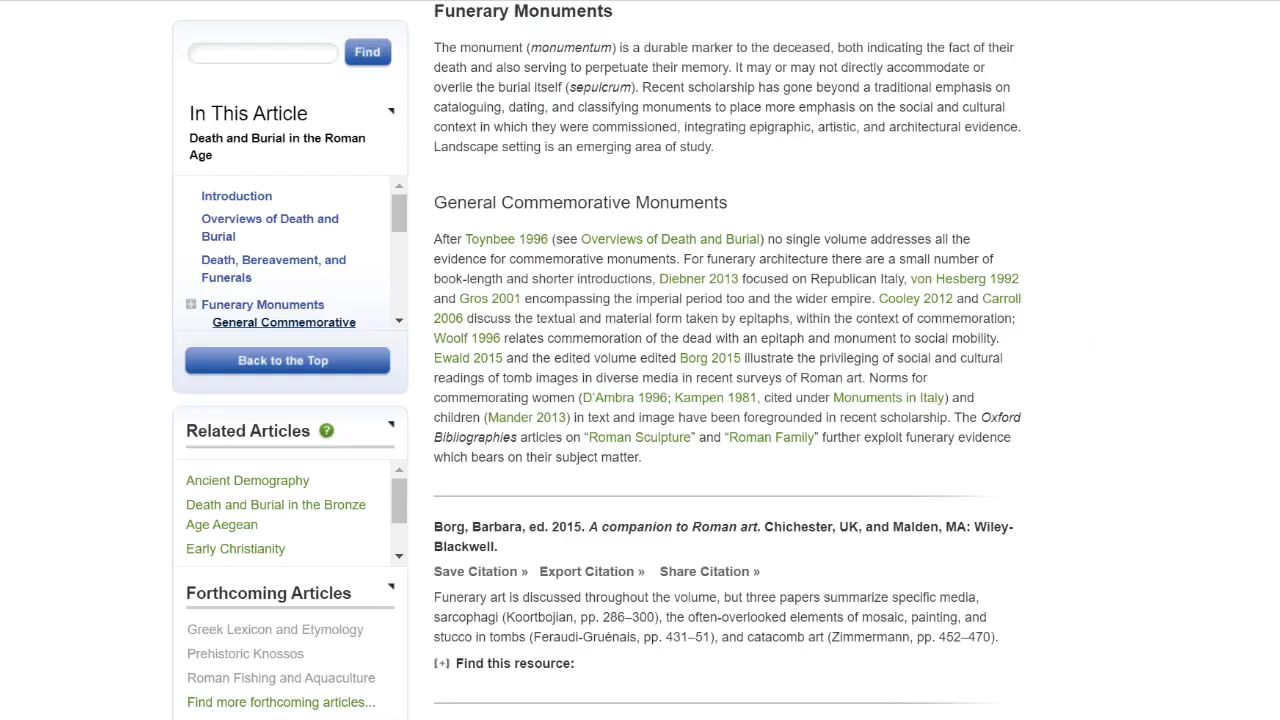 Find
In This Article
Death and Burial in the Roman
Age
Introduction
Overviews of Death and
Burial
Death, Bereavement, and
Funerals
Funerary Monuments
General Commemorative
Back to the Top
Related Articles ?
Ancient Demography
Death and Burial in the Bronze
Age Aegean
Early Christianity
Forthcoming Articles
Greek Lexicon and Etymology
Prehistoric Knossos
Roman Fishing and Aquaculture
Find more forthcoming articles...
Funerary Monuments
The monument (monumentum) is a durable marker to the deceased, both indicating the fact of their
death and also serving to perpetuate their memory. It may or may not directly accommodate or
overlie the burial itself (sepulcrum). Recent scholarship has gone beyond a traditional emphasis on
cataloguing, dating, and classifying monuments to place more emphasis on the social and cultural
context in which they were commissioned, integrating epigraphic, artistic, and architectural evidence.
Landscape setting is an emerging area of study.
General Commemorative Monuments
After Toynbee 1996 (see Overviews of Death and Burial) no single volume addresses all the
evidence for commemorative monuments. For funerary architecture there are a small number of
book-length and shorter introductions, Diebner 2013 focused on Republican Italy, von Hesberg 1992
and Gros 2001 encompassing the imperial period too and the wider empire. Cooley 2012 and Carroll
2006 discuss the textual and material form taken by epitaphs, within the context of commemoration;
Woolf 1996 relates commemoration of the dead with an epitaph and monument to social mobility.
Ewald 2015 and the edited volume edited Borg 2015 illustrate the privileging of social and cultural
readings of tomb images in diverse media in recent surveys of Roman art. Norms for
commemorating women (D’Ambra 1996; Kampen 1981, cited under Monuments in Italy) and
children (Mander 2013) in text and image have been foregrounded in recent scholarship. The Oxford
Bibliographies articles on “Roman Sculpture” and “Roman Family” further exploit funerary evidence
which bears on their subject matter.
Borg, Barbara, ed. 2015. A companion to Roman art. Chichester, UK, and Malden, MA: Wiley-
Blackwell.
Save Citation » Export Citation » Share Citation »
Funerary art is discussed throughout the volume, but three papers summarize specific media,
sarcophagi (Koortbojian, pp. 286–300), the often-overlooked elements of mosaic, painting, and
stucco in tombs (Feraudi-Gruénais, pp. 431–51), and catacomb art (Zimmermann, pp. 452–470).
[+] Find this resource: